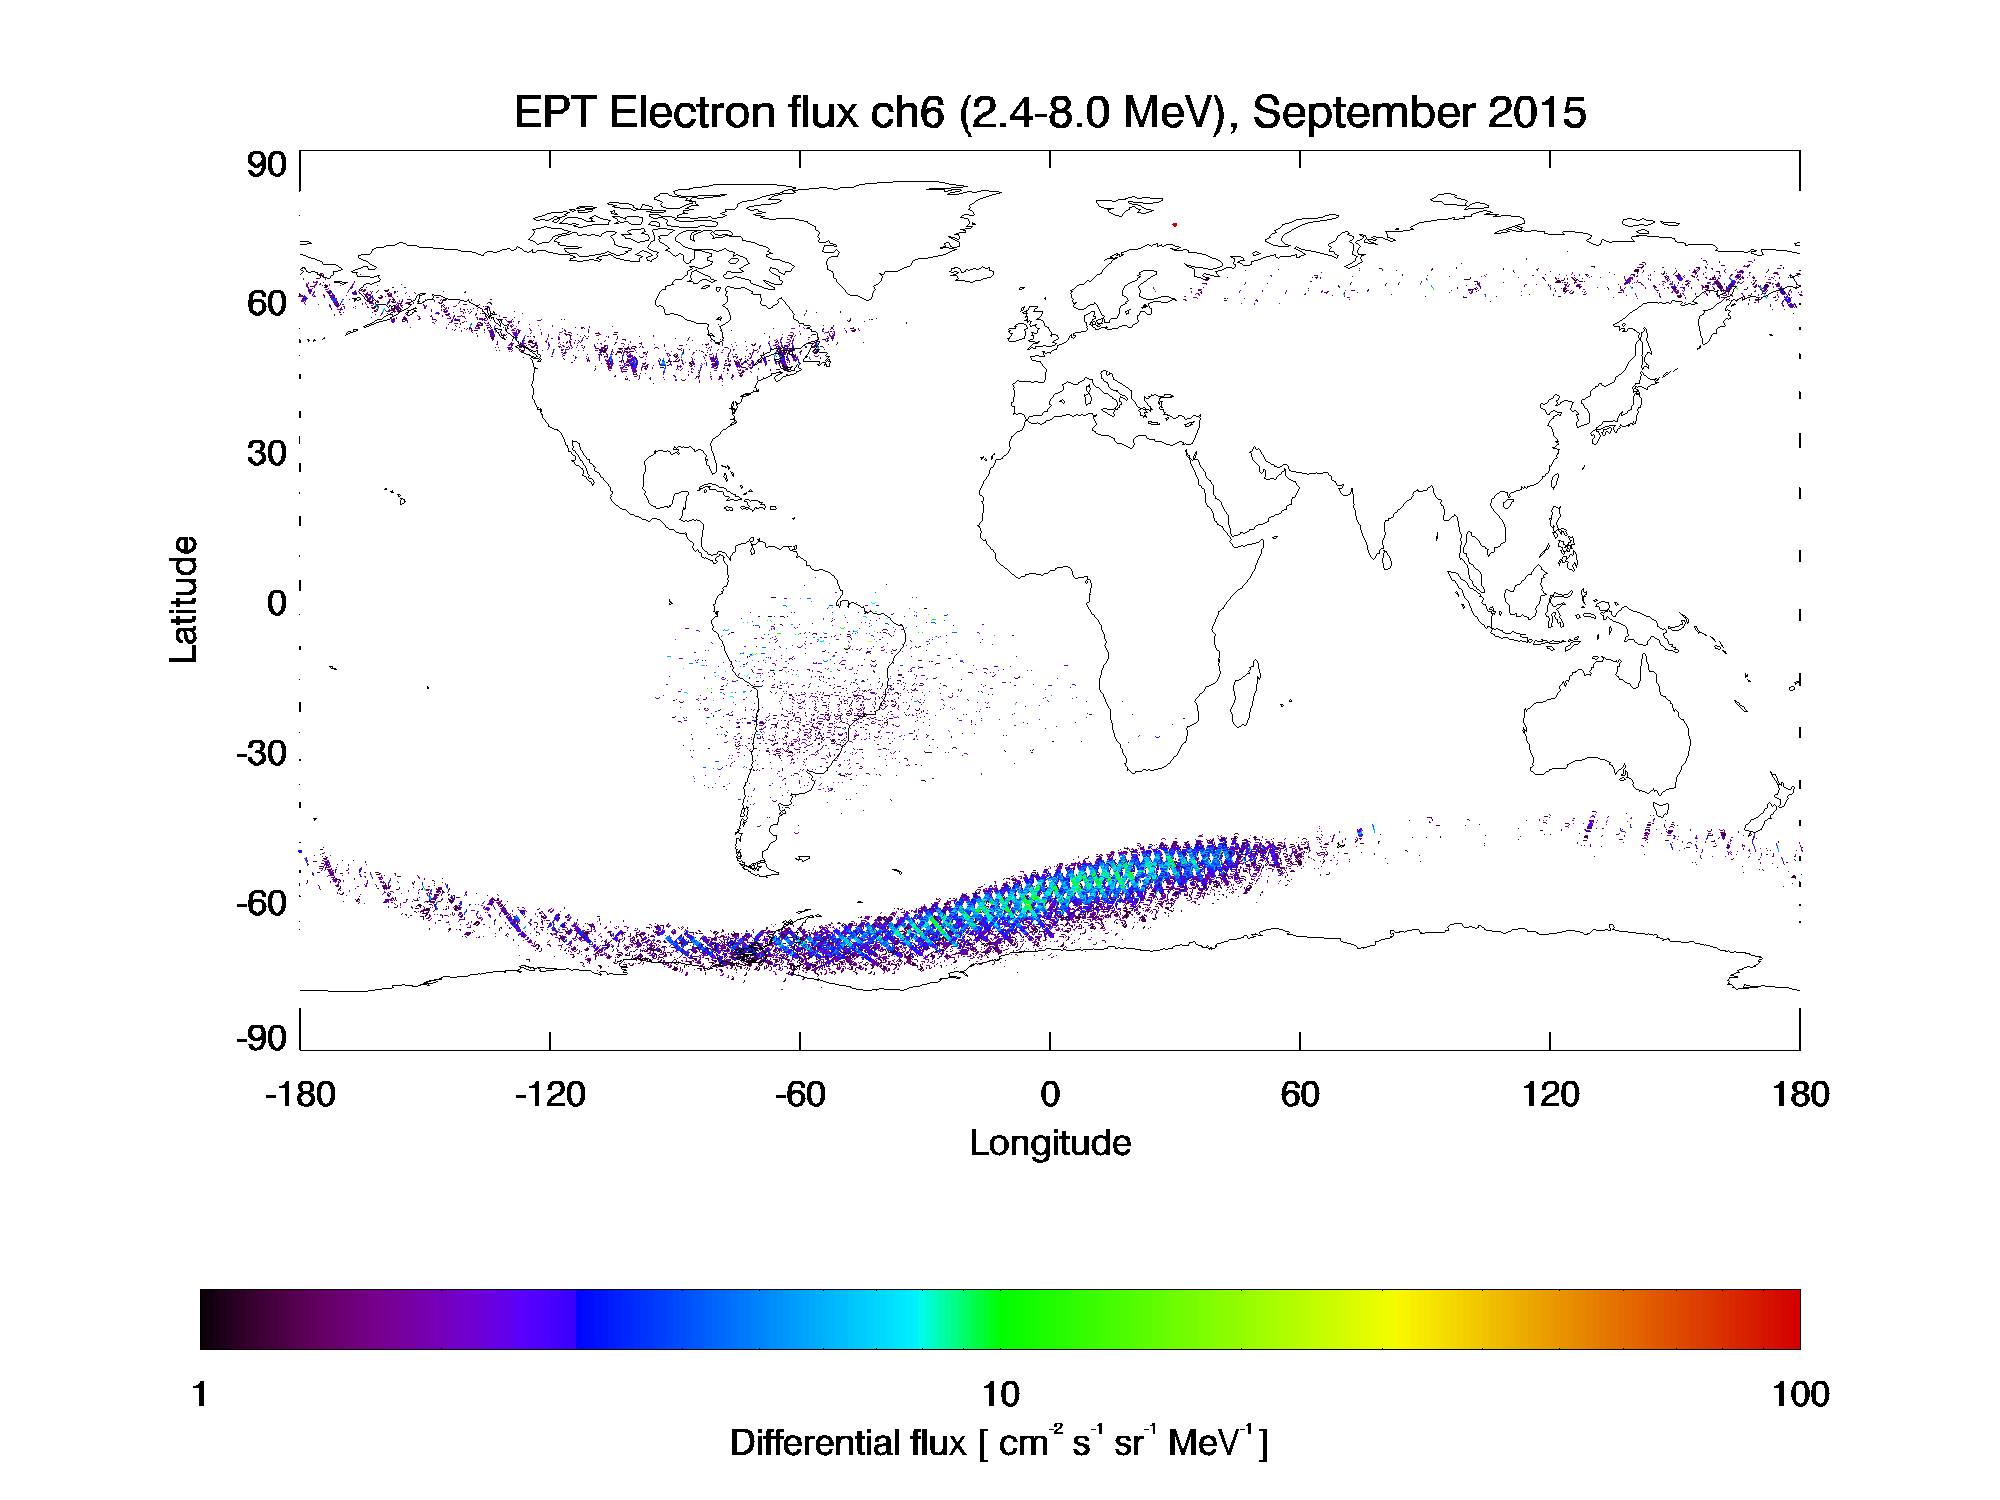 EPT Electron flux ch6 (2.4-8.0 MeV), September 2015
90
60
30
0
-30
-60
-90
Latitude
-180 -120 -60 0 60 120 180
Longitude
1 10 100
Differential flux [ cm⁻² s⁻¹ sr⁻¹ MeV⁻¹ ]